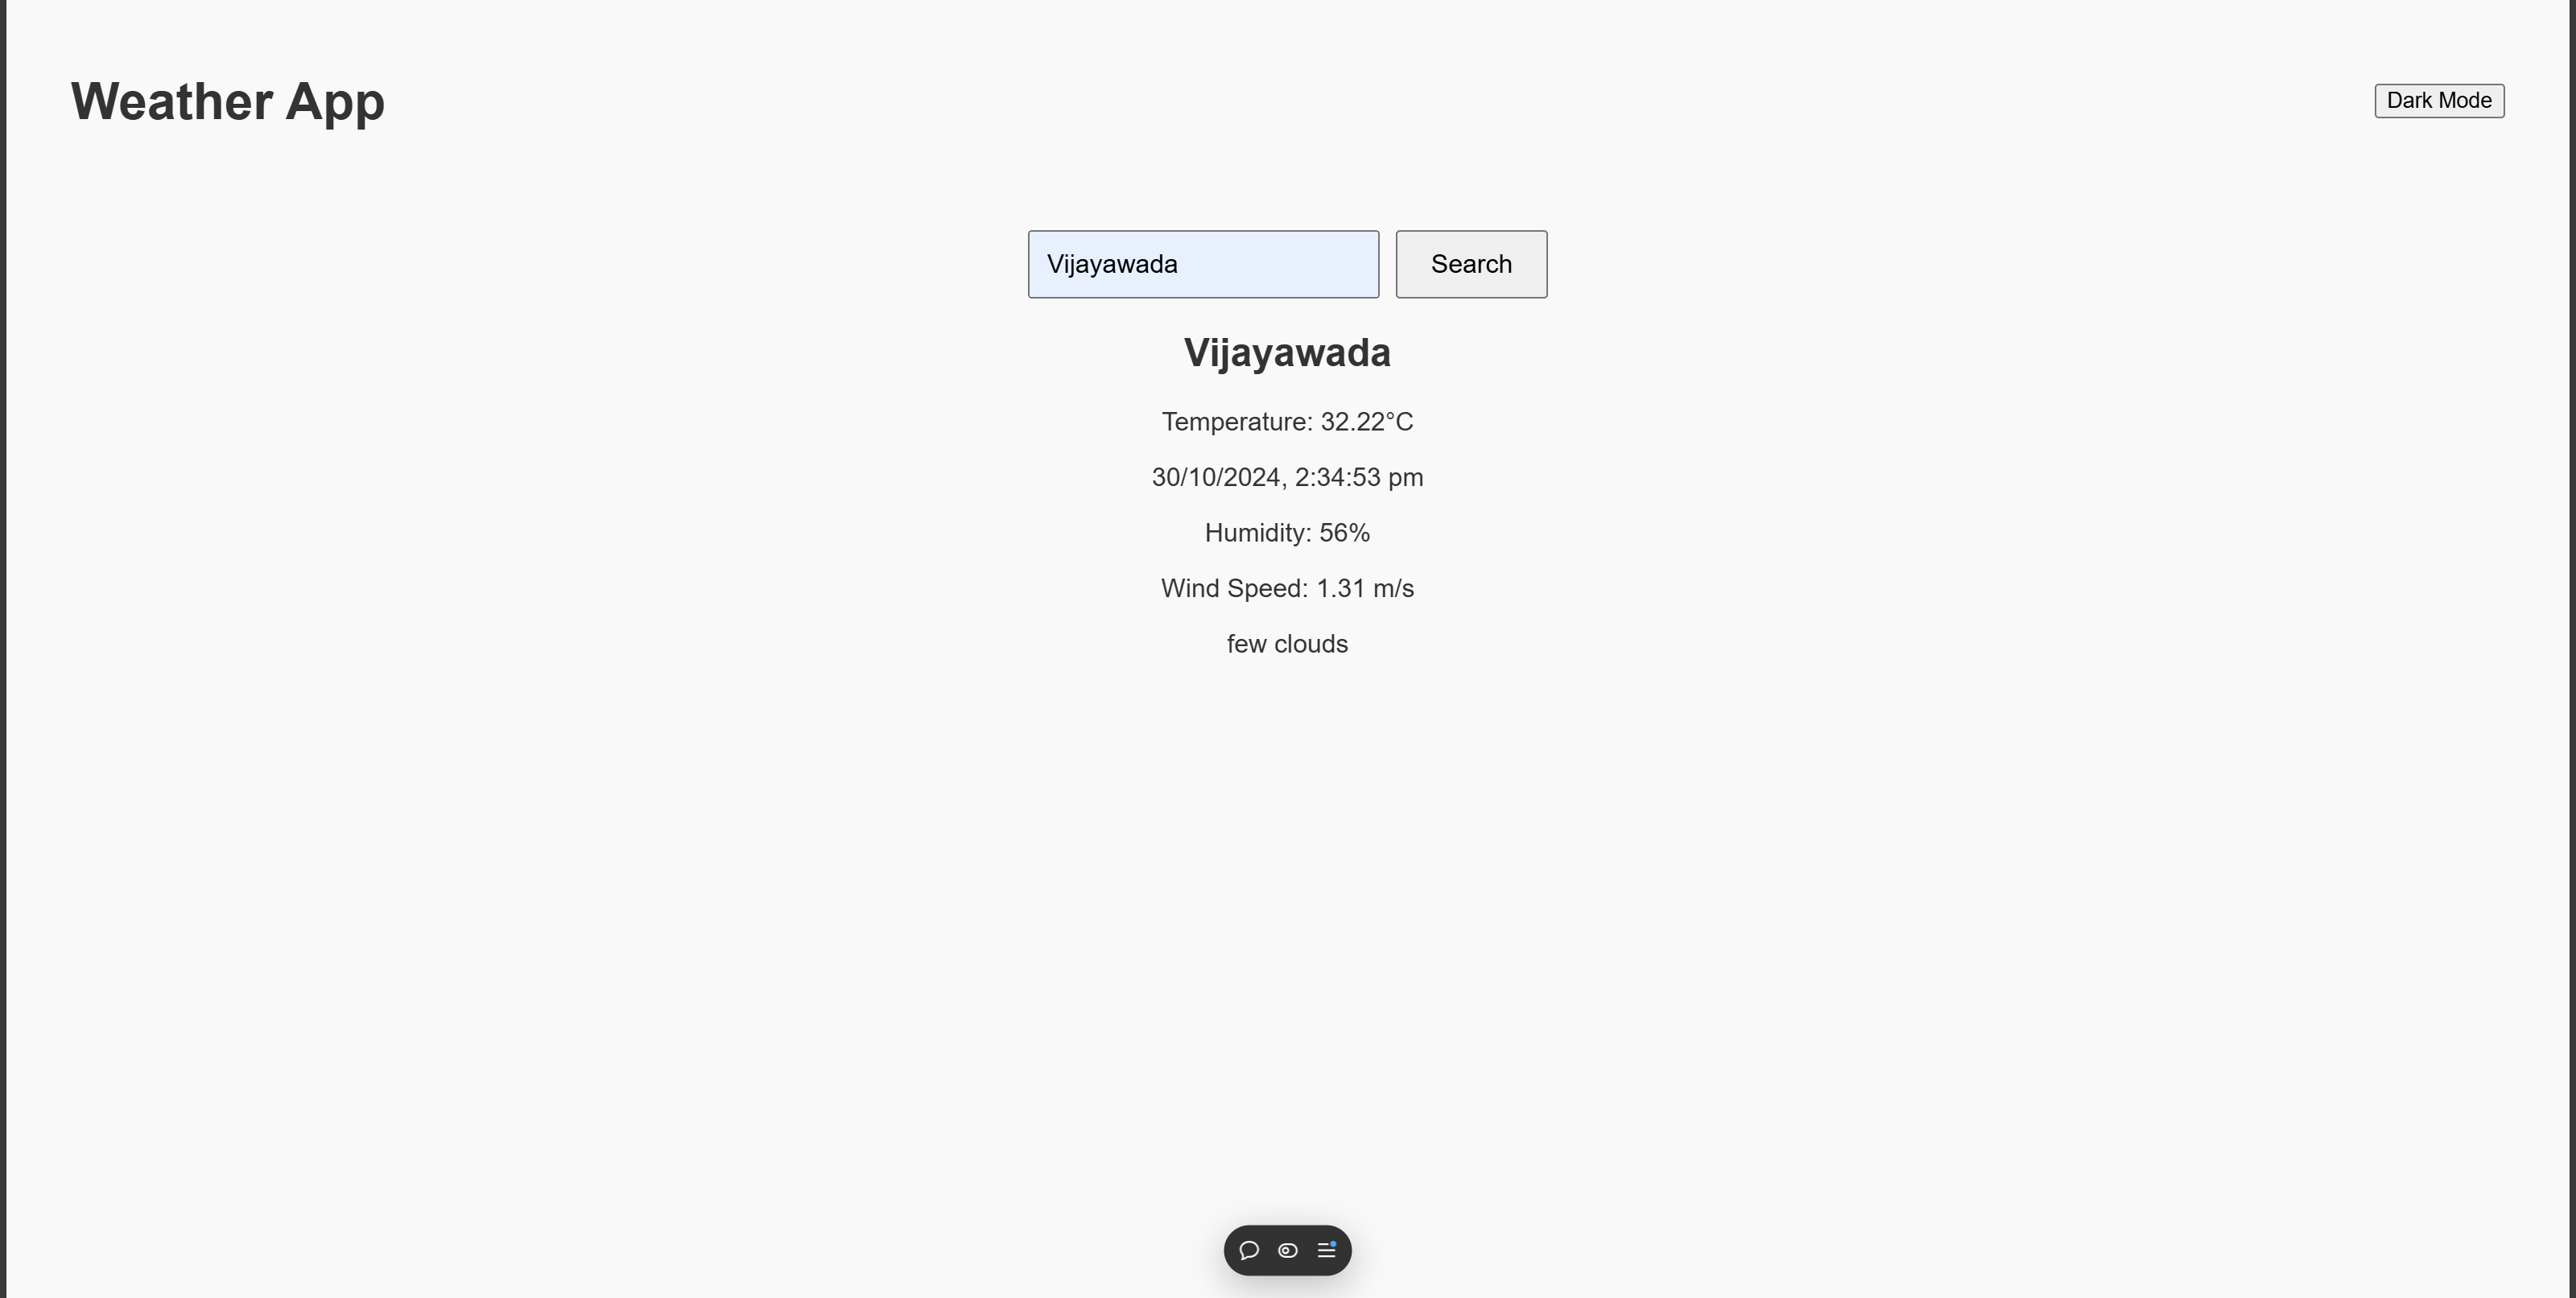 Weather App
Dark Mode
Vijayawada
Search
Vijayawada
Temperature: 32.22°C
30/10/2024, 2:34:53 pm
Humidity: 56%
Wind Speed: 1.31 m/s
few clouds